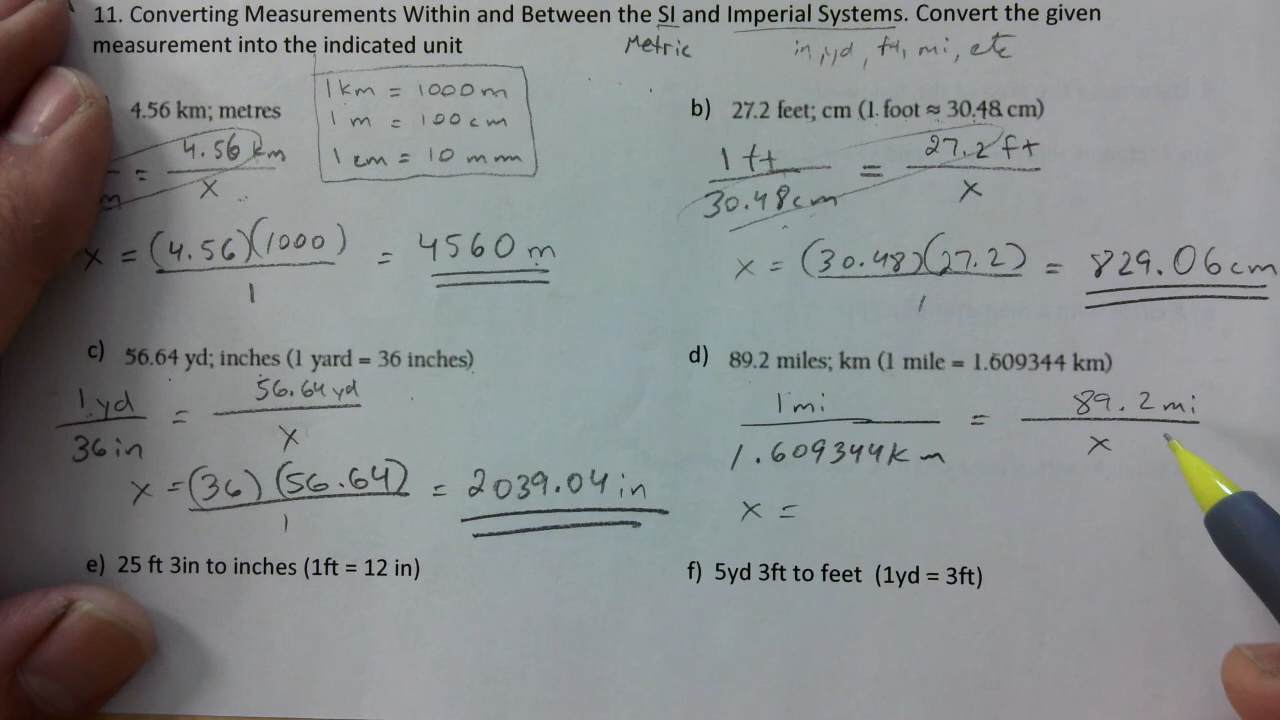 11. Converting Measurements Within and Between the SI and Imperial Systems. Convert the given
measurement into the indicated unit
Metric
in, yd, ft, mi, etc
4.56 km; metres
1 km = 1000 m
1 m = 100 cm
1 cm = 10 mm
m = 4.56 km / x
x = (4.56)(1000) / 1 = 4560 m
b) 27.2 feet; cm (1 foot ≈ 30.48 cm)
1 ft / 30.48 cm = 27.2 ft / x
x = (30.48)(27.2) / 1 = 829.06 cm
c) 56.64 yd; inches (1 yard = 36 inches)
1 yd / 36 in = 56.64 yd / x
x = (36)(56.64) / 1 = 2039.04 in
d) 89.2 miles; km (1 mile = 1.609344 km)
1 mi / 1.609344 km = 89.2 mi / x
x =
e) 25 ft 3in to inches (1ft = 12 in)
f) 5yd 3ft to feet (1yd = 3ft)